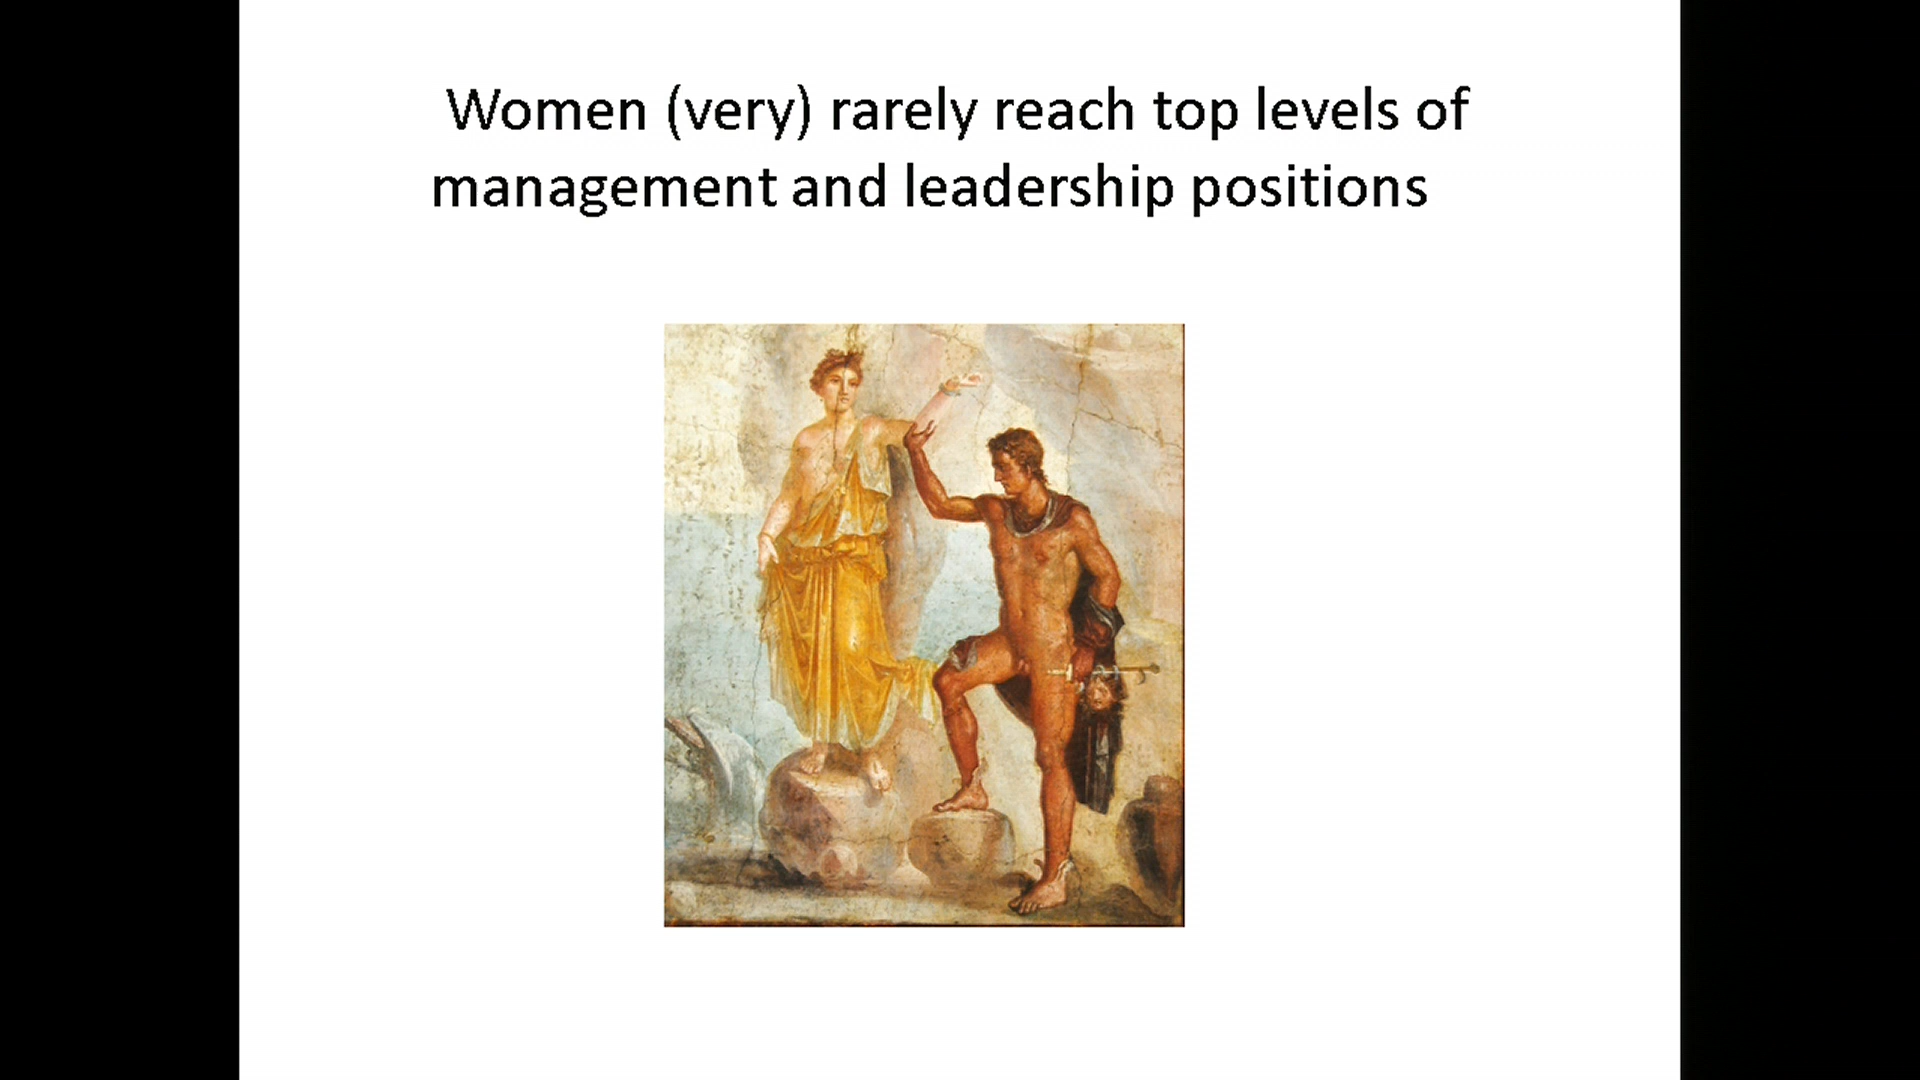 Women (very) rarely reach top levels of
management and leadership positions